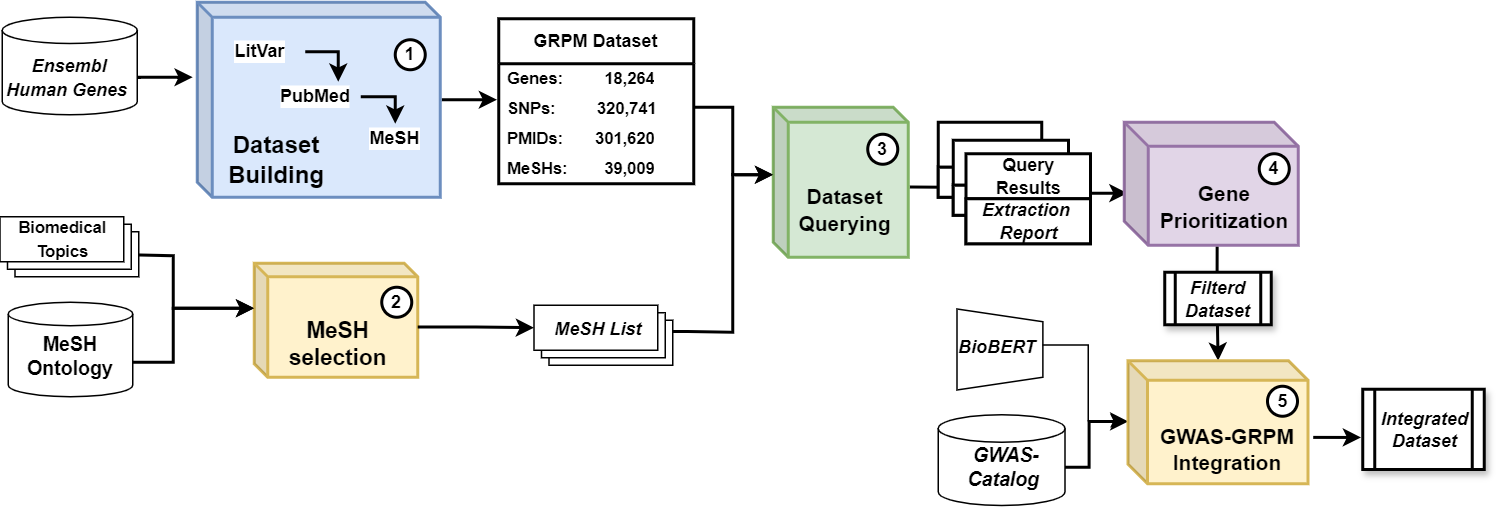 Ensembl
Human Genes
1
LitVar
PubMed
MeSH
Dataset
Building
GRPM Dataset
Genes: 18,264
SNPs: 320,741
PMIDs: 301,620
MeSHs: 39,009
Biomedical
Topics
MeSH
Ontology
2
MeSH
selection
MeSH List
3
Dataset
Querying
Query
Results
Extraction
Report
4
Gene
Prioritization
Filterd
Dataset
BioBERT
GWAS-
Catalog
5
GWAS-GRPM
Integration
Integrated
Dataset